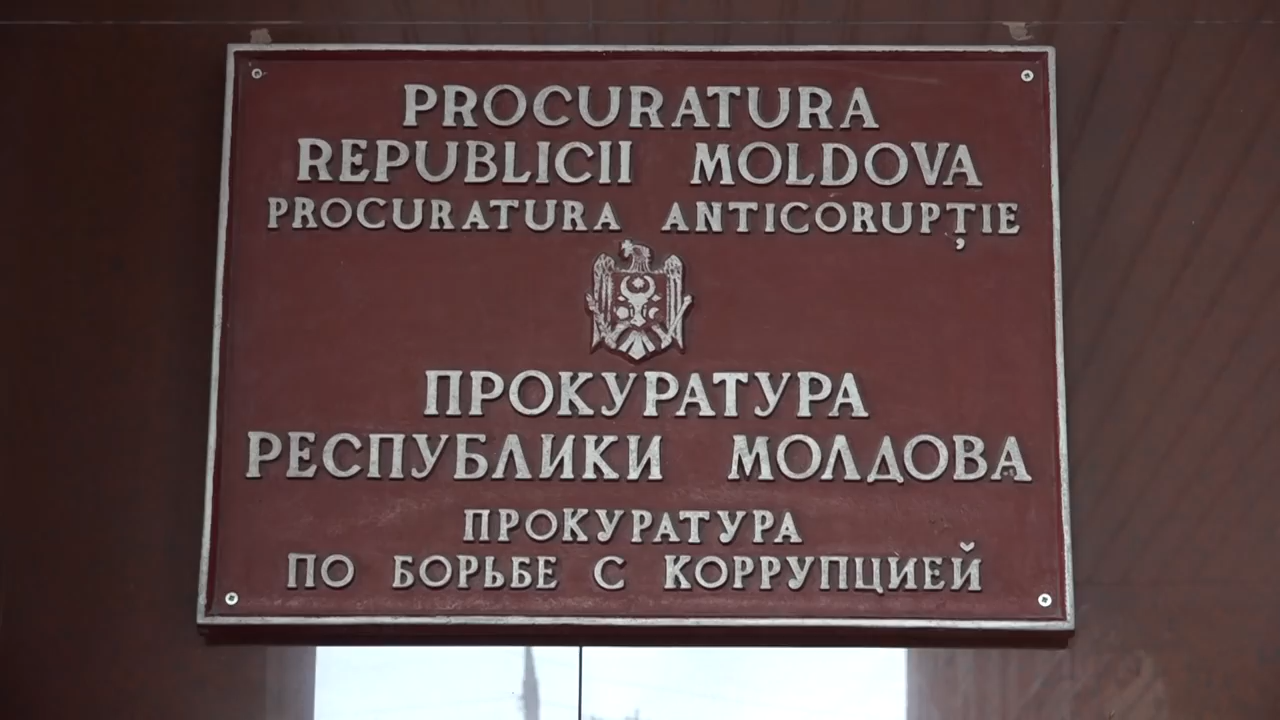 PROCURATURA
REPUBLICII MOLDOVA
PROCURATURA ANTICORUPȚIE
ПРОКУРАТУРА
РЕСПУБЛИКИ МОЛДОВА
ПРОКУРАТУРА
ПО БОРЬБЕ С КОРРУПЦИЕЙ